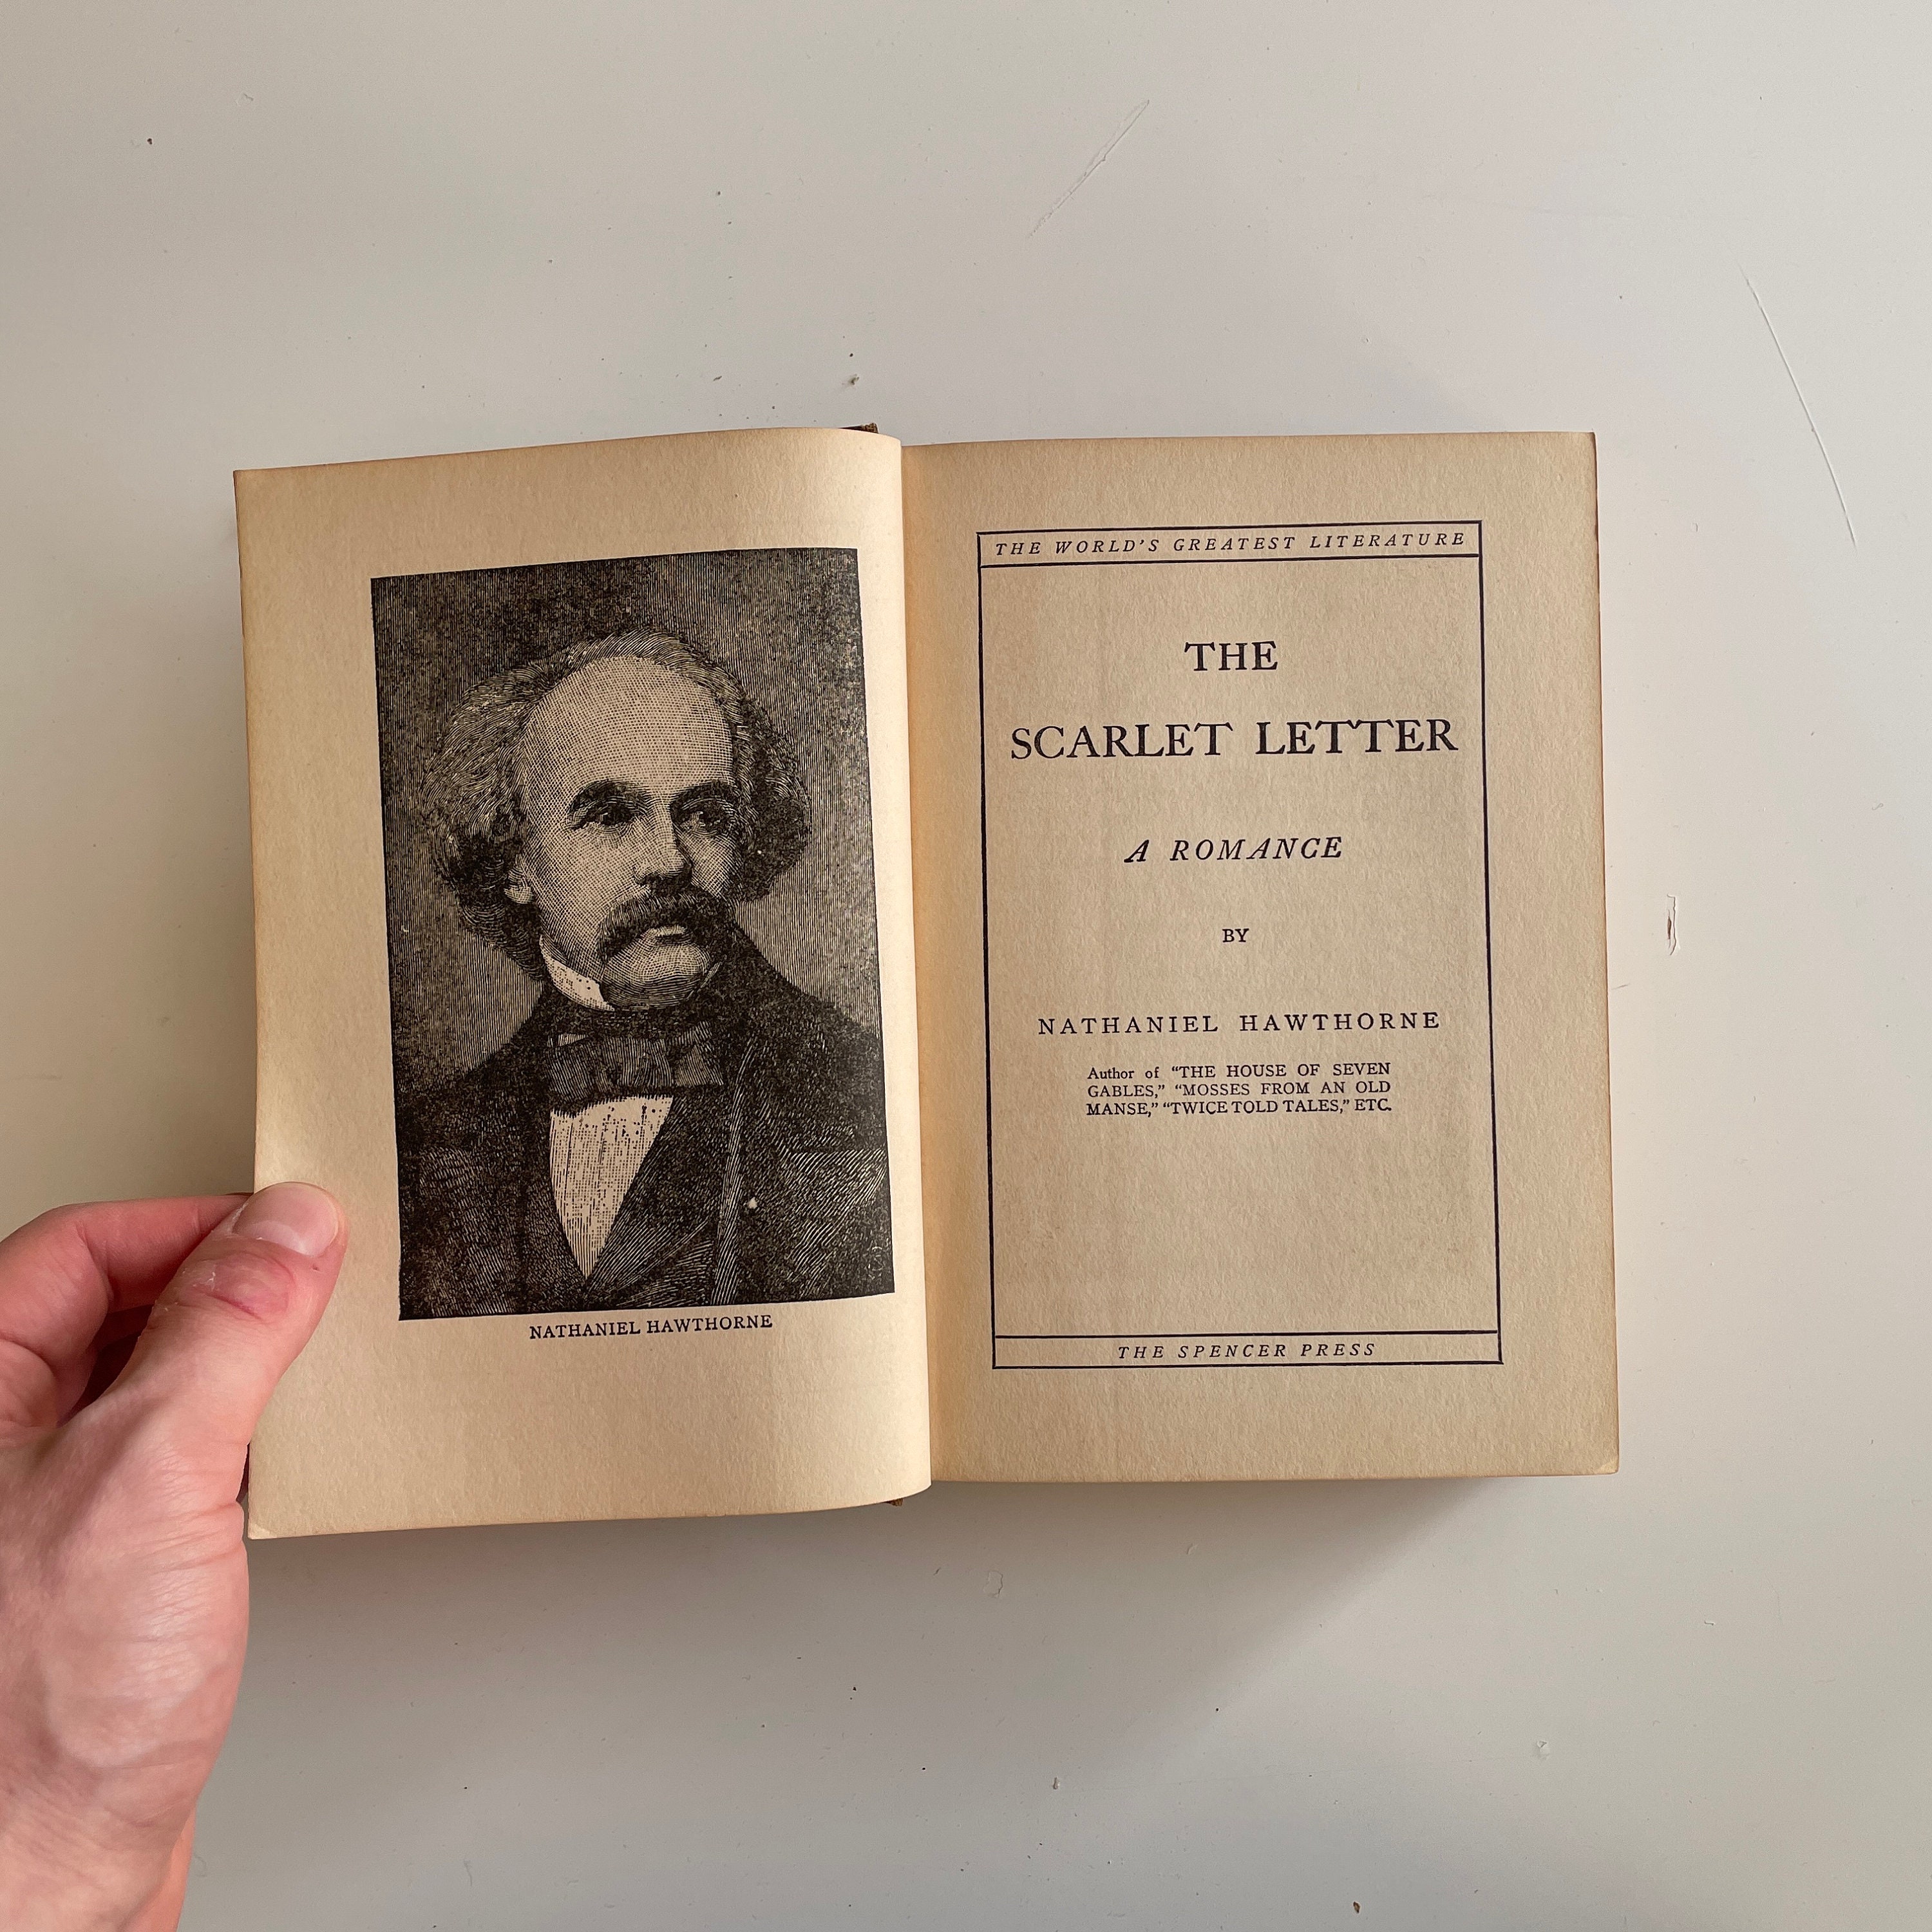 NATHANIEL HAWTHORNE
THE WORLD'S GREATEST LITERATURE
THE
SCARLET LETTER
A ROMANCE
BY
NATHANIEL HAWTHORNE
Author of “THE HOUSE OF SEVEN
GABLES,” “MOSSES FROM AN OLD
MANSE,” “TWICE TOLD TALES,” ETC.
THE SPENCER PRESS